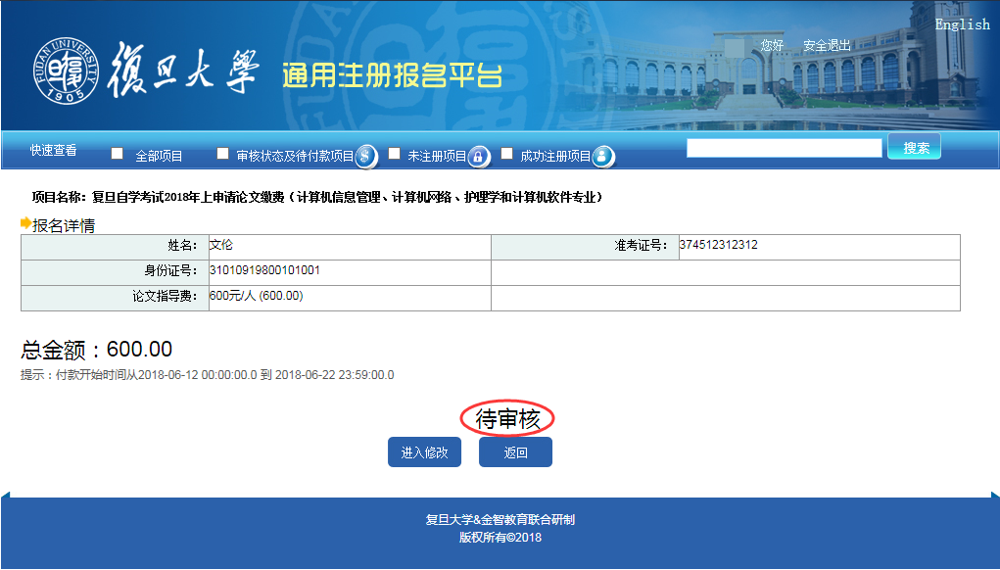 English
FUDAN UNIVERSITY
1905
復旦大學
通用注册报名平台
您好 安全退出
快速查看 全部项目 审核状态及待付款项目 未注册项目 成功注册项目 搜索
项目名称：复旦自学考试2018年上申请论文缴费（计算机信息管理、计算机网络、护理学和计算机软件专业）
报名详情
姓名： 文伦 准考证号： 374512312312
身份证号： 31010919800101001
论文指导费： 600元/人 (600.00)
总金额：600.00
提示：付款开始时间从2018-06-12 00:00:00.0 到 2018-06-22 23:59:00.0
待审核
进入修改 返回
复旦大学&金智教育联合研制
版权所有©2018